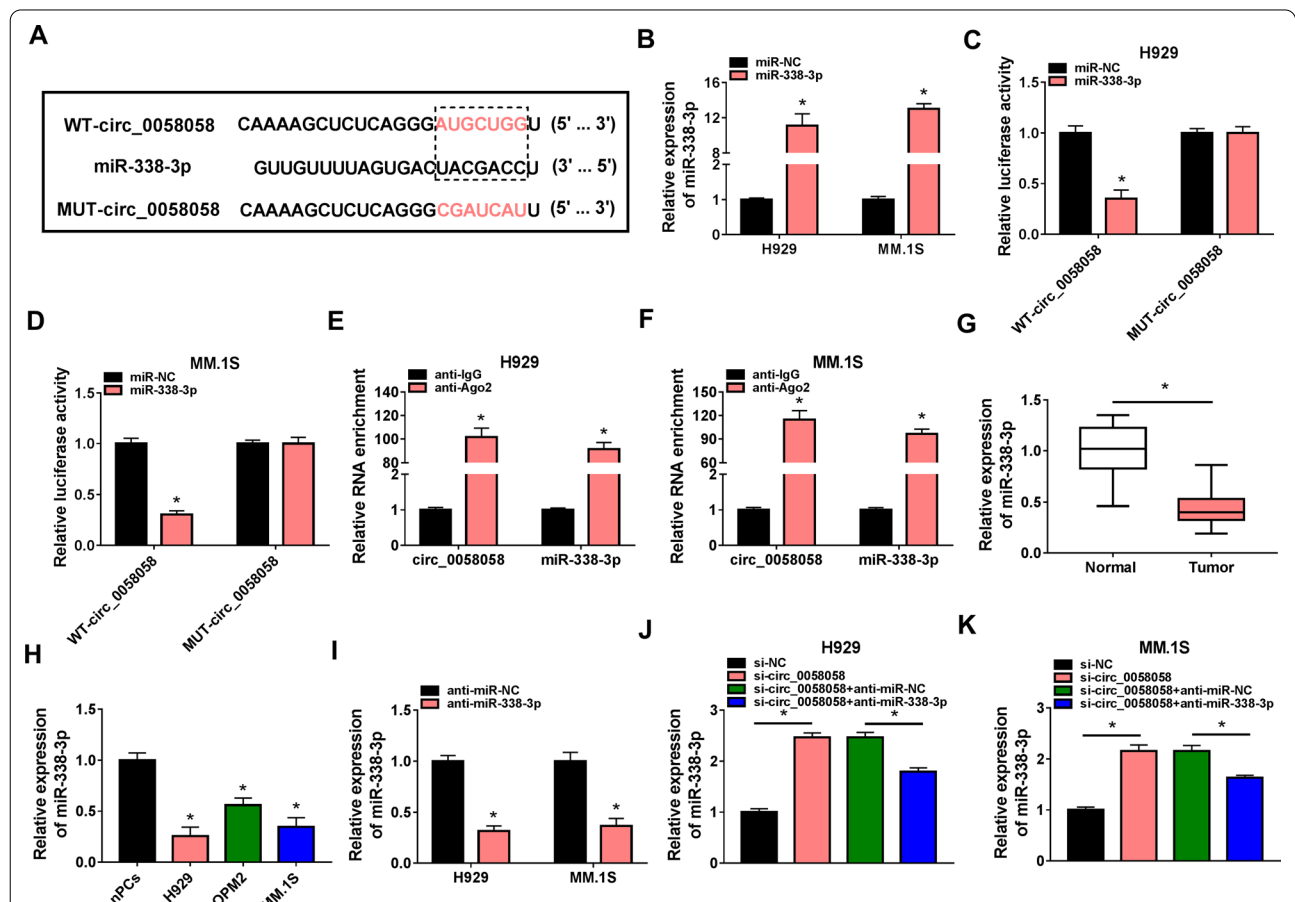 A
WT-circ_0058058 CAAAAGCUCUCAGGGAUGCUGGU (5' ... 3')
miR-338-3p GUUGUUUUAGUGACUACGACCU (3' ... 5')
MUT-circ_0058058 CAAAAGCUCUCAGGGCGAUCAUU (5' ... 3')
B
miR-NC
miR-338-3p
Relative expression
of miR-338-3p
16
12
8
2
1
0
*
*
H929
MM.1S
C
H929
miR-NC
miR-338-3p
Relative luciferase activity
1.5
1.0
0.5
0.0
*
WT-circ_0058058
MUT-circ_0058058
D
MM.1S
miR-NC
miR-338-3p
Relative luciferase activity
1.5
1.0
0.5
0.0
*
WT-circ_0058058
MUT-circ_0058058
E
H929
anti-IgG
anti-Ago2
Relative RNA enrichment
140
120
100
80
2
1
0
*
*
circ_0058058
miR-338-3p
F
MM.1S
anti-IgG
anti-Ago2
Relative RNA enrichment
150
120
90
60
2
1
0
*
*
circ_0058058
miR-338-3p
G
Relative expression
of miR-338-3p
1.5
1.0
0.5
0.0
*
Normal
Tumor
H
Relative expression
of miR-338-3p
1.5
1.0
0.5
0.0
*
*
*
nPCs
H929
OPM2
MM.1S
I
anti-miR-NC
anti-miR-338-3p
Relative expression
of miR-338-3p
1.5
1.0
0.5
0.0
*
*
H929
MM.1S
J
H929
si-NC
si-circ_0058058
si-circ_0058058+anti-miR-NC
si-circ_0058058+anti-miR-338-3p
Relative expression
of miR-338-3p
3
2
1
0
*
*
K
MM.1S
si-NC
si-circ_0058058
si-circ_0058058+anti-miR-NC
si-circ_0058058+anti-miR-338-3p
Relative expression
of miR-338-3p
3
2
1
0
*
*